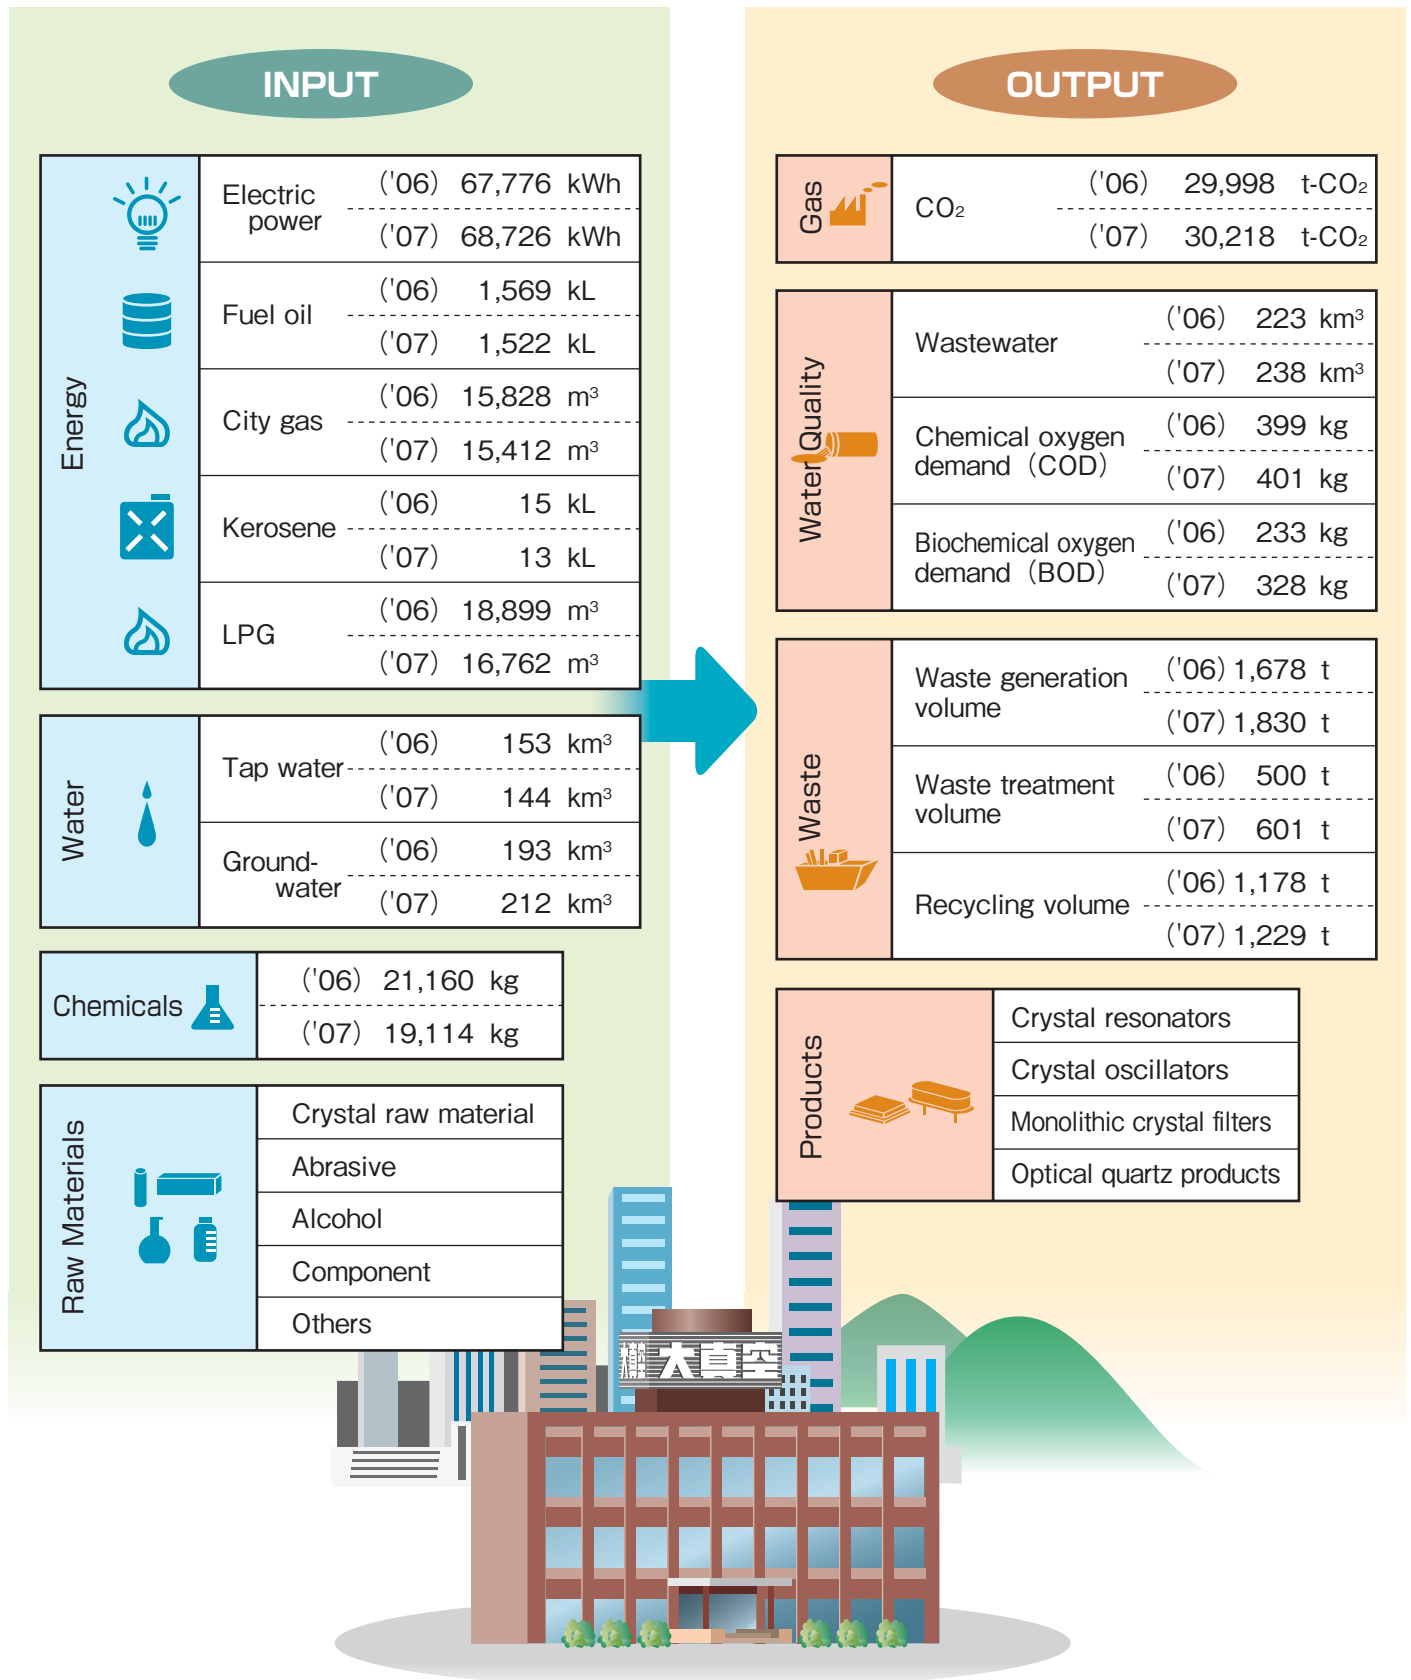 INPUT
Energy
Electric
power
('06) 67,776 kWh
('07) 68,726 kWh
Fuel oil
('06) 1,569 kL
('07) 1,522 kL
City gas
('06) 15,828 m³
('07) 15,412 m³
Kerosene
('06) 15 kL
('07) 13 kL
LPG
('06) 18,899 m³
('07) 16,762 m³
Water
Tap water
('06) 153 km³
('07) 144 km³
Ground-
water
('06) 193 km³
('07) 212 km³
Chemicals
('06) 21,160 kg
('07) 19,114 kg
Raw Materials
Crystal raw material
Abrasive
Alcohol
Component
Others
OUTPUT
Gas
CO₂
('06) 29,998 t-CO₂
('07) 30,218 t-CO₂
Water Quality
Wastewater
('06) 223 km³
('07) 238 km³
Chemical oxygen
demand (COD)
('06) 399 kg
('07) 401 kg
Biochemical oxygen
demand (BOD)
('06) 233 kg
('07) 328 kg
Waste
Waste generation
volume
('06) 1,678 t
('07) 1,830 t
Waste treatment
volume
('06) 500 t
('07) 601 t
Recycling volume
('06) 1,178 t
('07) 1,229 t
Products
Crystal resonators
Crystal oscillators
Monolithic crystal filters
Optical quartz products
大真空